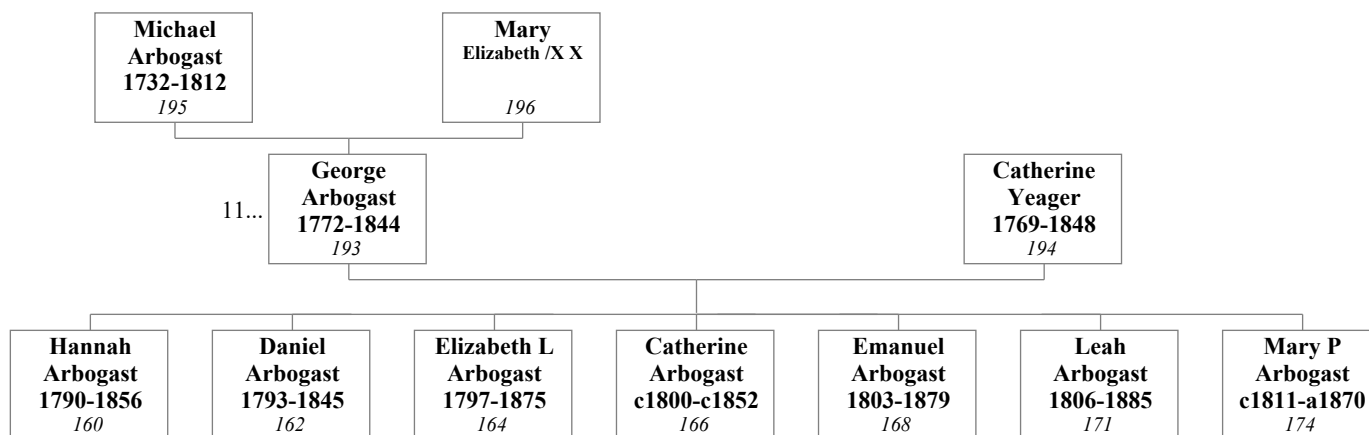 Michael
Arbogast
1732-1812
195
Mary
Elizabeth /X X
196
11...
George
Arbogast
1772-1844
193
Catherine
Yeager
1769-1848
194
Hannah
Arbogast
1790-1856
160
Daniel
Arbogast
1793-1845
162
Elizabeth L
Arbogast
1797-1875
164
Catherine
Arbogast
c1800-c1852
166
Emanuel
Arbogast
1803-1879
168
Leah
Arbogast
1806-1885
171
Mary P
Arbogast
c1811-a1870
174